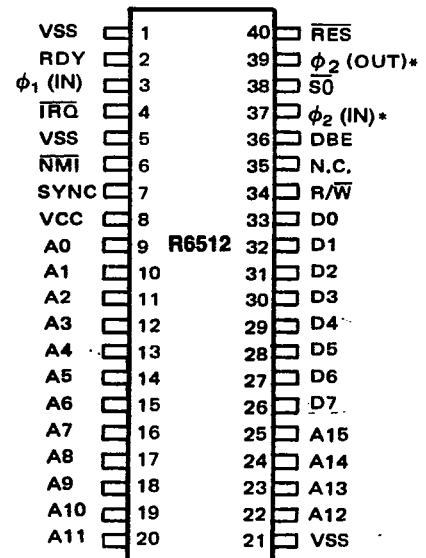 VSS 1 40 R̅E̅S̅
RDY 2 39 ϕ₂ (OUT)*
ϕ₁ (IN) 3 38 S̅O̅
I̅R̅Q̅ 4 37 ϕ₂ (IN)*
VSS 5 36 DBE
N̅M̅I̅ 6 35 N.C.
SYNC 7 34 R/W̅
VCC 8 33 D0
A0 9 R6512 32 D1
A1 10 31 D2
A2 11 30 D3
A3 12 29 D4
A4 13 28 D5
A5 14 27 D6
A6 15 26 D7
A7 16 25 A15
A8 17 24 A14
A9 18 23 A13
A10 19 22 A12
A11 20 21 VSS